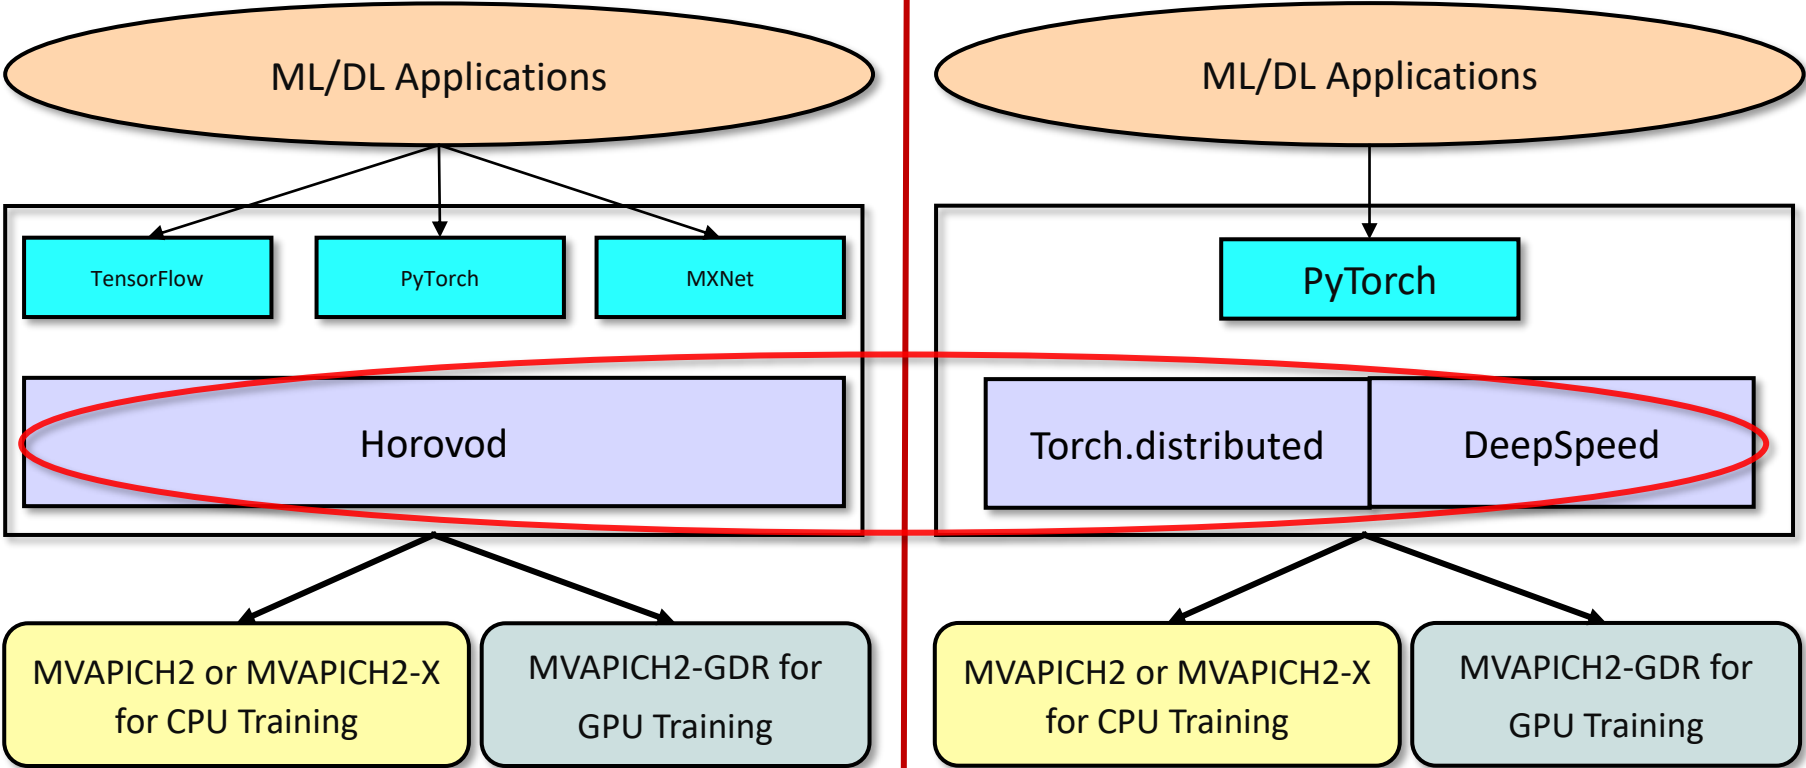 ML/DL Applications
TensorFlow
PyTorch
MXNet
Horovod
MVAPICH2 or MVAPICH2-X
for CPU Training
MVAPICH2-GDR for
GPU Training
ML/DL Applications
PyTorch
Torch.distributed
DeepSpeed
MVAPICH2 or MVAPICH2-X
for CPU Training
MVAPICH2-GDR for
GPU Training